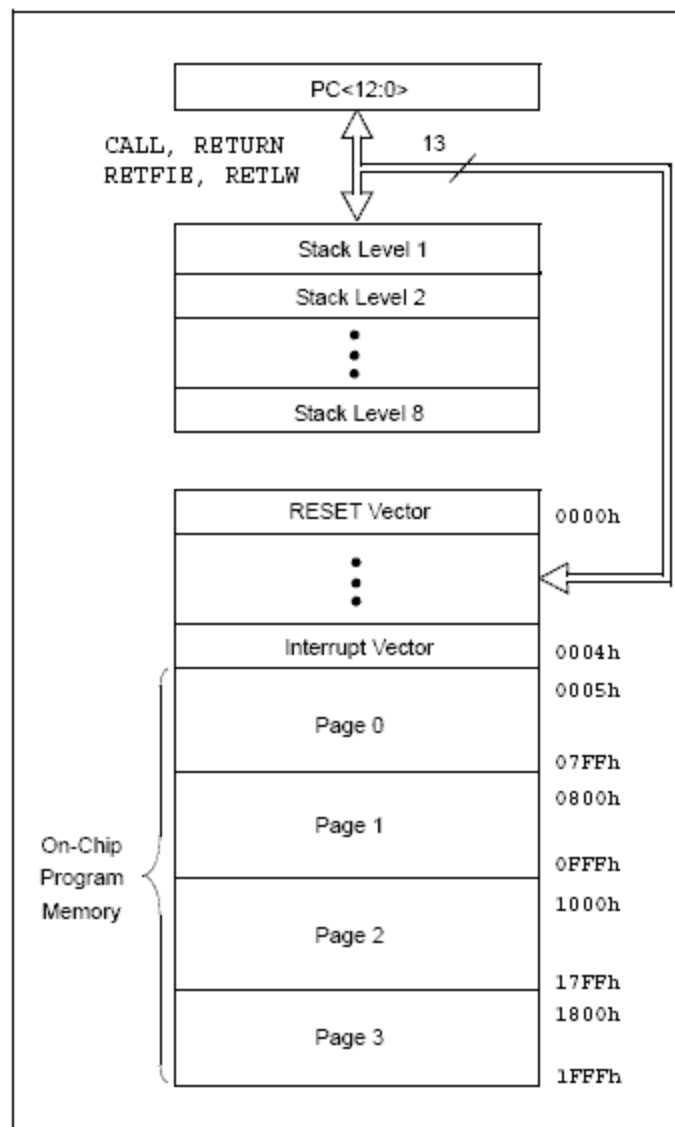 PC<12:0>
CALL, RETURN
RETFIE, RETLW
13
Stack Level 1
Stack Level 2
Stack Level 8
RESET Vector
0000h
Interrupt Vector
0004h
0005h
Page 0
07FFh
0800h
Page 1
0FFFh
On-Chip
Program
Memory
1000h
Page 2
17FFh
1800h
Page 3
1FFFh